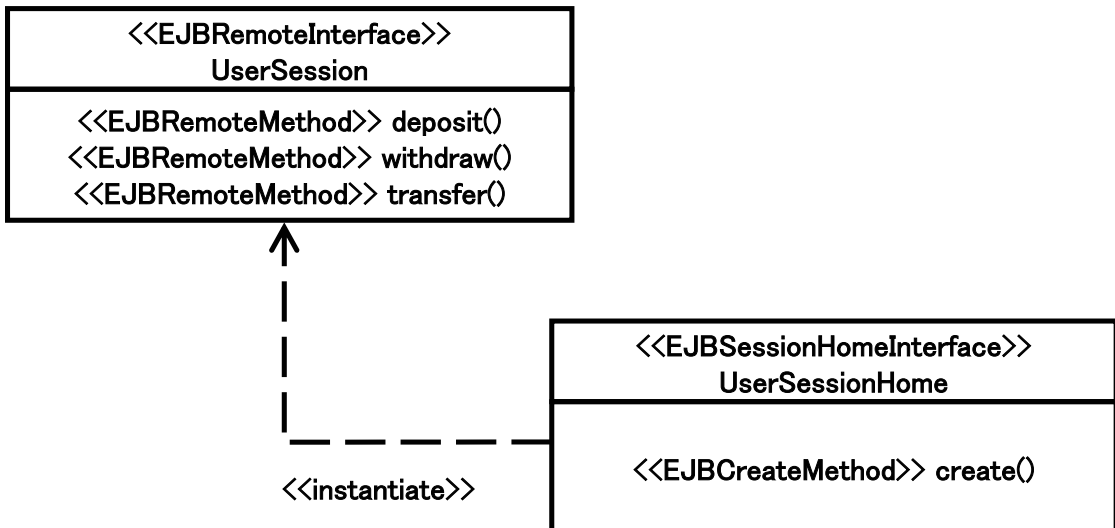 <<EJBRemoteInterface>>
UserSession
<<EJBRemoteMethod>> deposit()
<<EJBRemoteMethod>> withdraw()
<<EJBRemoteMethod>> transfer()
<<EJBSessionHomeInterface>>
UserSessionHome
<<EJBCreateMethod>> create()
<<instantiate>>